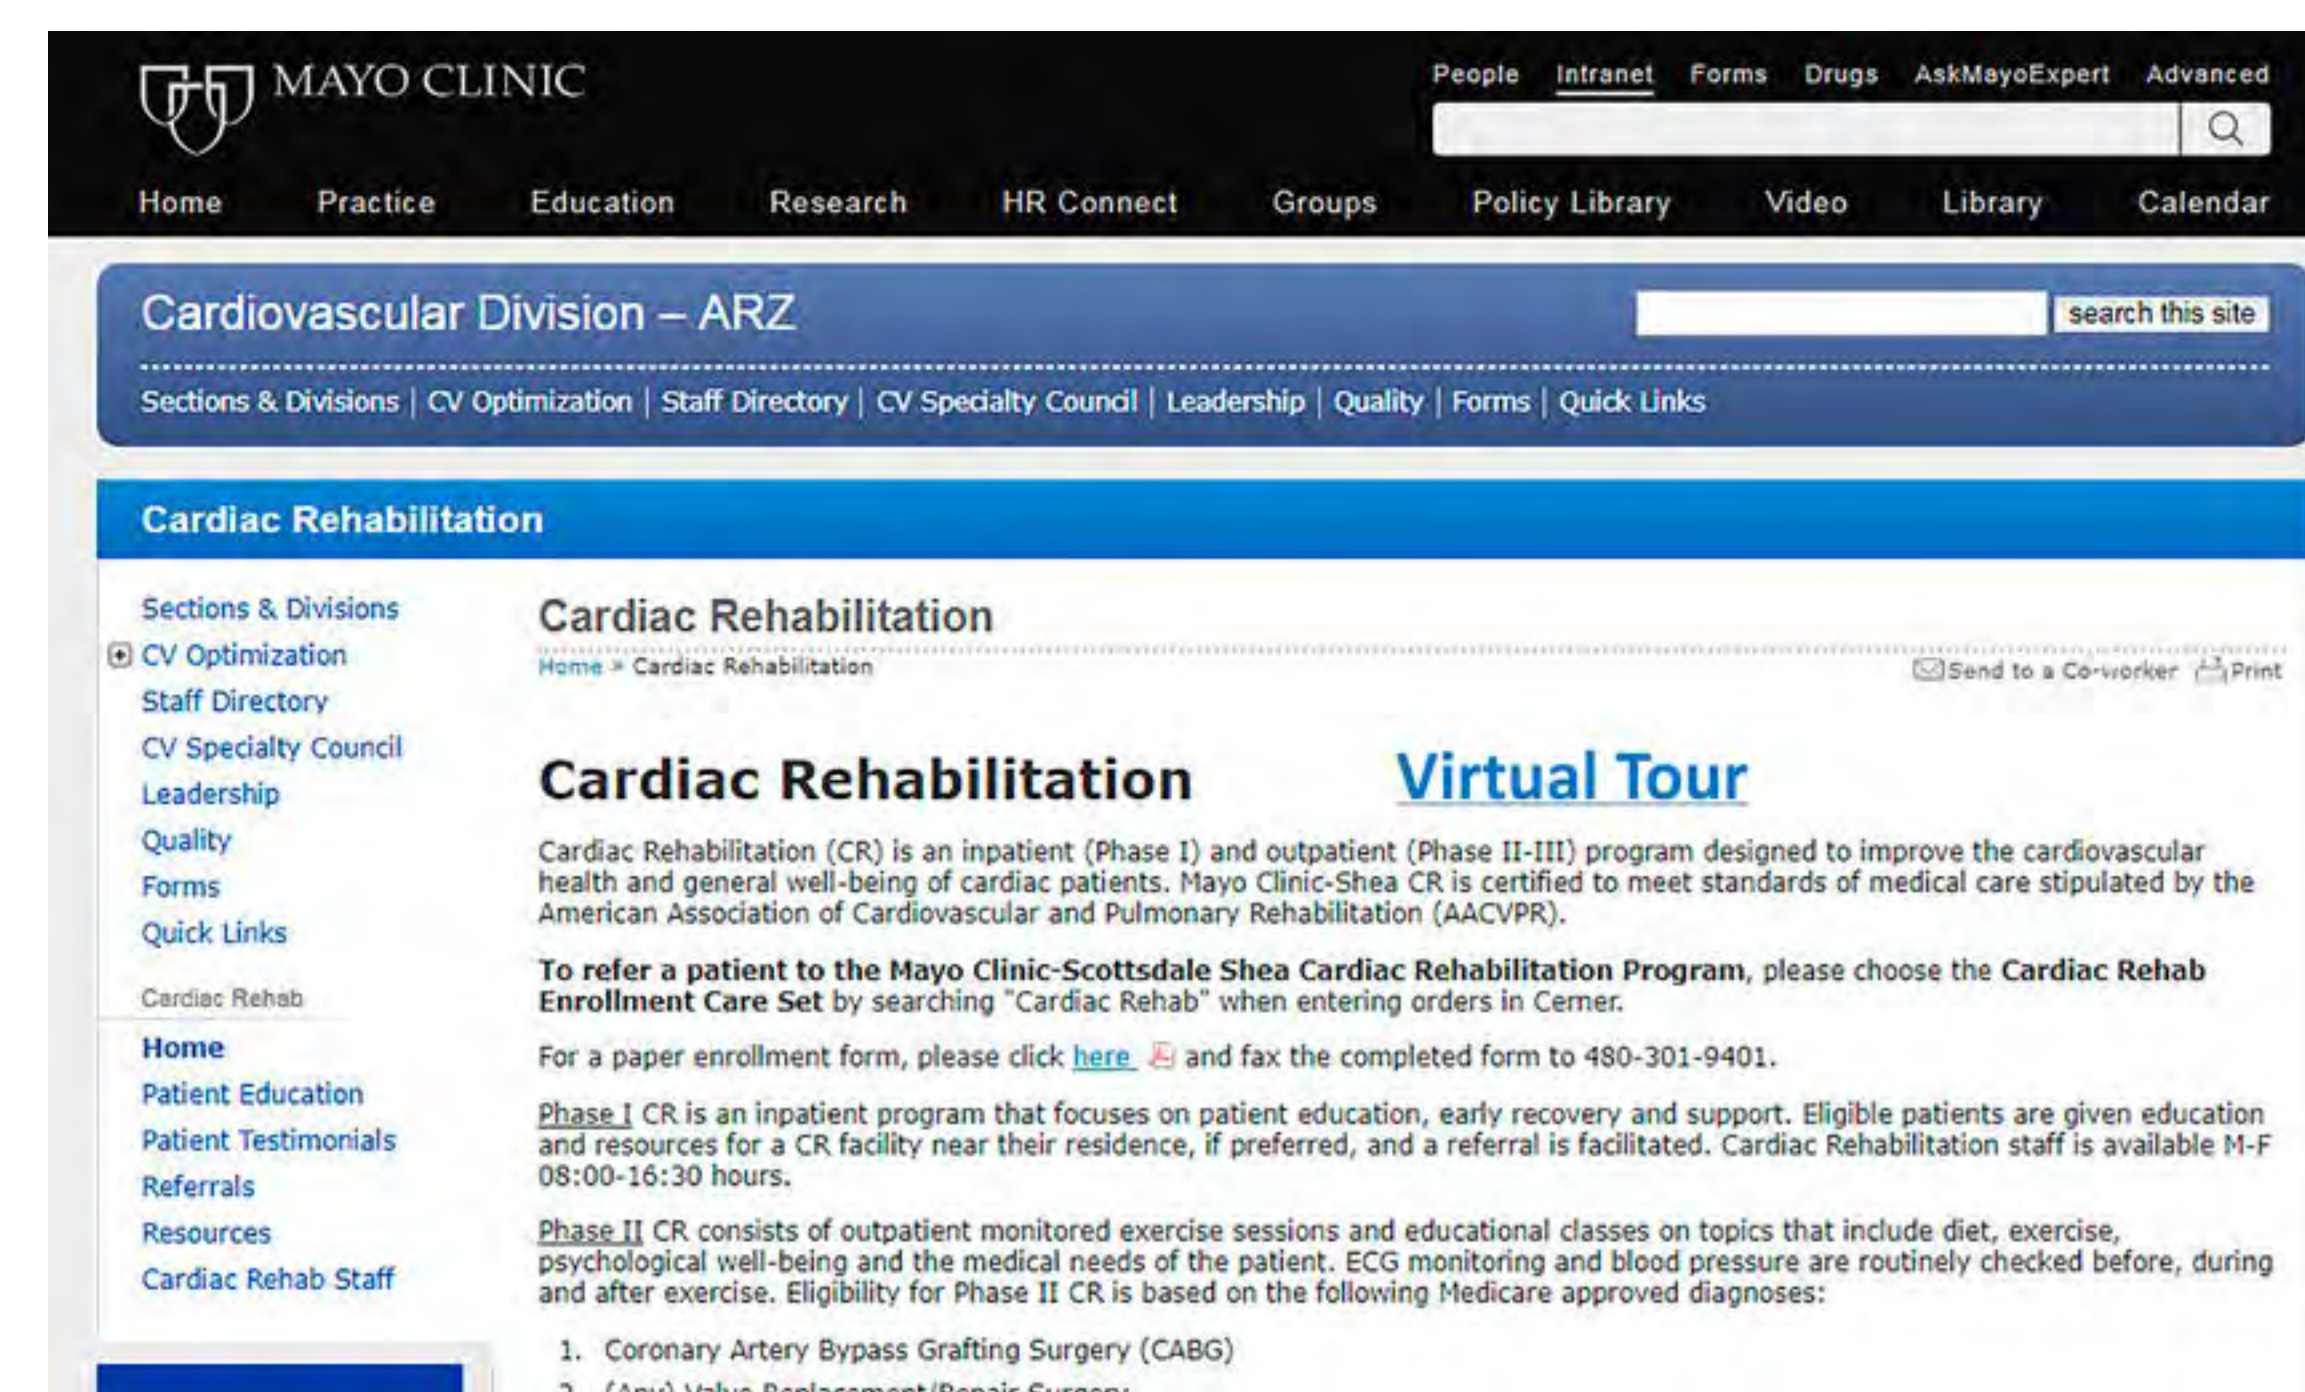 MAYO CLINIC
People Intranet Forms Drugs AskMayoExpert Advanced
Home Practice Education Research HR Connect Groups Policy Library Video Library Calendar
Cardiovascular Division – ARZ
search this site
Sections & Divisions | CV Optimization | Staff Directory | CV Specialty Council | Leadership | Quality | Forms | Quick Links
Cardiac Rehabilitation
Sections & Divisions
CV Optimization
Staff Directory
CV Specialty Council
Leadership
Quality
Forms
Quick Links
Cardiac Rehab
Home
Patient Education
Patient Testimonials
Referrals
Resources
Cardiac Rehab Staff
Cardiac Rehabilitation
Home » Cardiac Rehabilitation
Send to a Co-worker Print
Cardiac Rehabilitation Virtual Tour
Cardiac Rehabilitation (CR) is an inpatient (Phase I) and outpatient (Phase II-III) program designed to improve the cardiovascular
health and general well-being of cardiac patients. Mayo Clinic-Shea CR is certified to meet standards of medical care stipulated by the
American Association of Cardiovascular and Pulmonary Rehabilitation (AACVPR).
To refer a patient to the Mayo Clinic-Scottsdale Shea Cardiac Rehabilitation Program, please choose the Cardiac Rehab
Enrollment Care Set by searching "Cardiac Rehab" when entering orders in Cerner.
For a paper enrollment form, please click here and fax the completed form to 480-301-9401.
Phase I CR is an inpatient program that focuses on patient education, early recovery and support. Eligible patients are given education
and resources for a CR facility near their residence, if preferred, and a referral is facilitated. Cardiac Rehabilitation staff is available M-F
08:00-16:30 hours.
Phase II CR consists of outpatient monitored exercise sessions and educational classes on topics that include diet, exercise,
psychological well-being and the medical needs of the patient. ECG monitoring and blood pressure are routinely checked before, during
and after exercise. Eligibility for Phase II CR is based on the following Medicare approved diagnoses:
1. Coronary Artery Bypass Grafting Surgery (CABG)
2. (Any) Valve Replacement/Repair Surgery